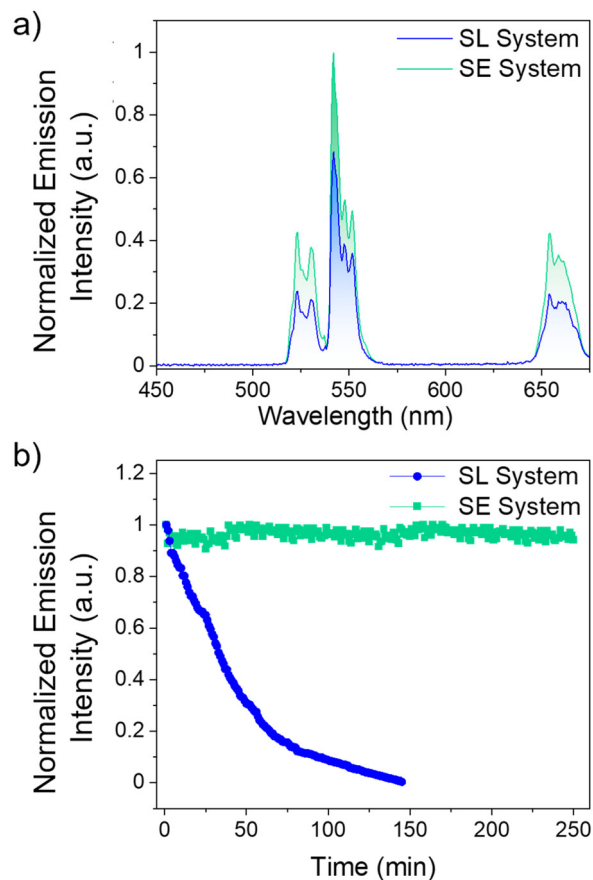 a)
SL System
SE System
Normalized Emission
Intensity (a.u.)
1
0.8
0.6
0.4
0.2
0
450 500 550 600 650
Wavelength (nm)
b)
SL System
SE System
Normalized Emission
Intensity (a.u.)
1.2
1
0.8
0.6
0.4
0.2
0
0 50 100 150 200 250
Time (min)